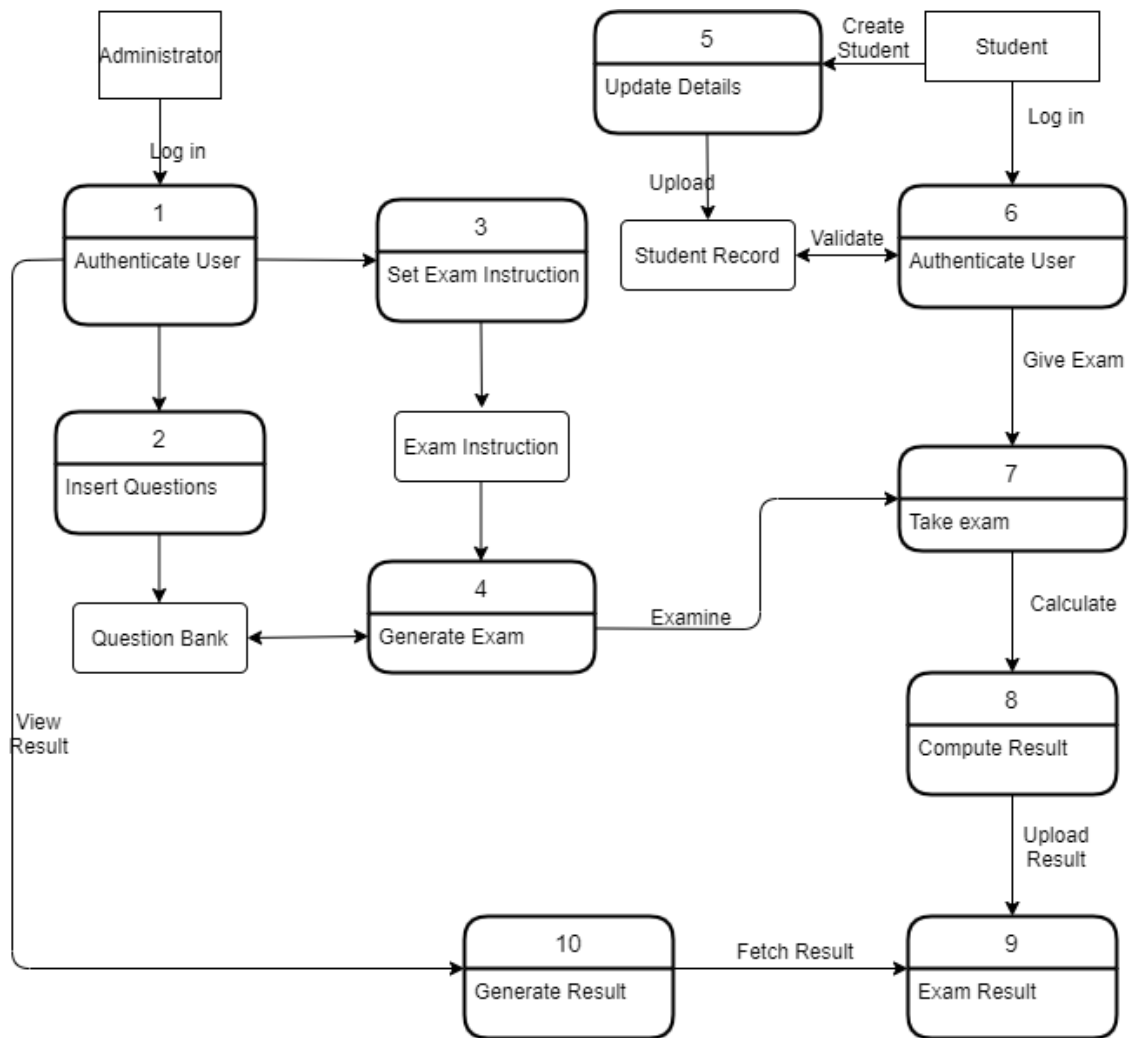 Administrator
5
Update Details
Create
Student
Student
Log in
Log in
1
Authenticate User
3
Set Exam Instruction
Upload
Student Record
Validate
6
Authenticate User
Give Exam
2
Insert Questions
Exam Instruction
7
Take exam
Question Bank
4
Generate Exam
Examine
Calculate
View
Result
8
Compute Result
Upload
Result
10
Generate Result
Fetch Result
9
Exam Result